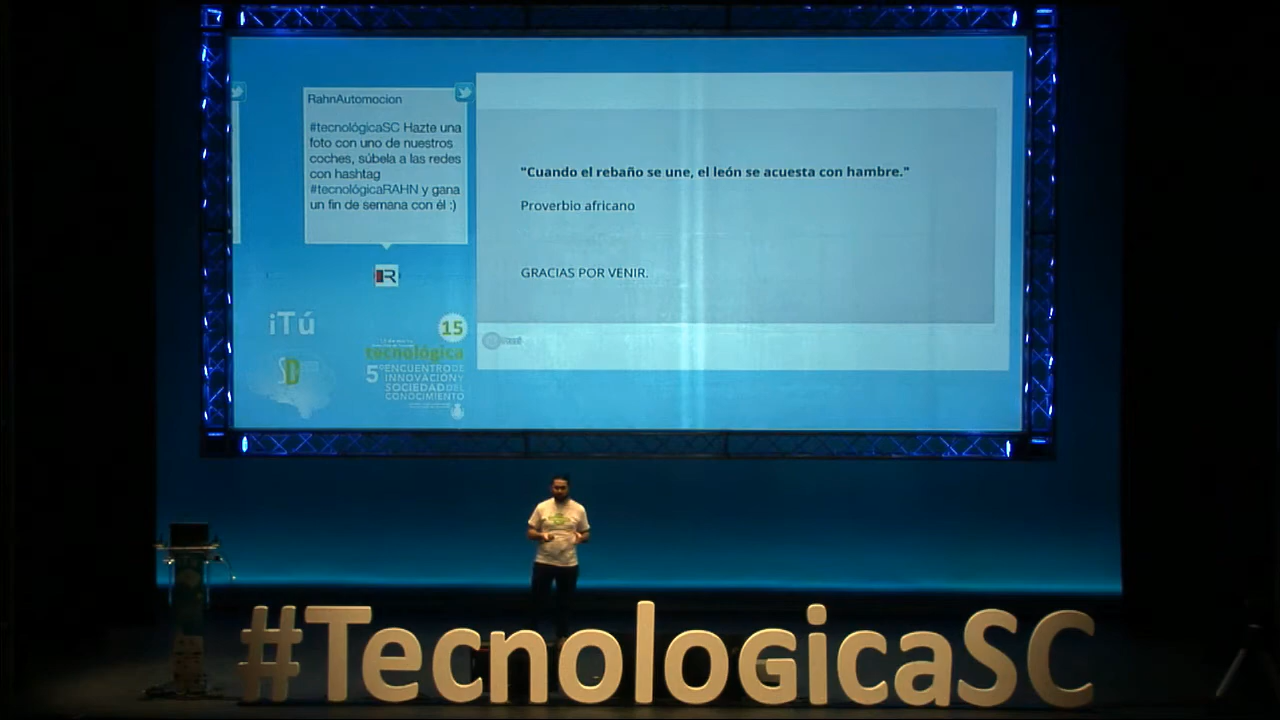 RahnAutomocion
#tecnológicaSC Hazte una
foto con uno de nuestros
coches, súbela a las redes
con hashtag
#tecnológicaRAHN y gana
un fin de semana con él :)
R
"Cuando el rebaño se une, el león se acuesta con hambre."
Proverbio africano
GRACIAS POR VENIR.
iTú
SD
15
tecnológica
5º ENCUENTRO DE
INNOVACIÓN Y
SOCIEDAD DEL
CONOCIMIENTO
#TecnoloGicaSC